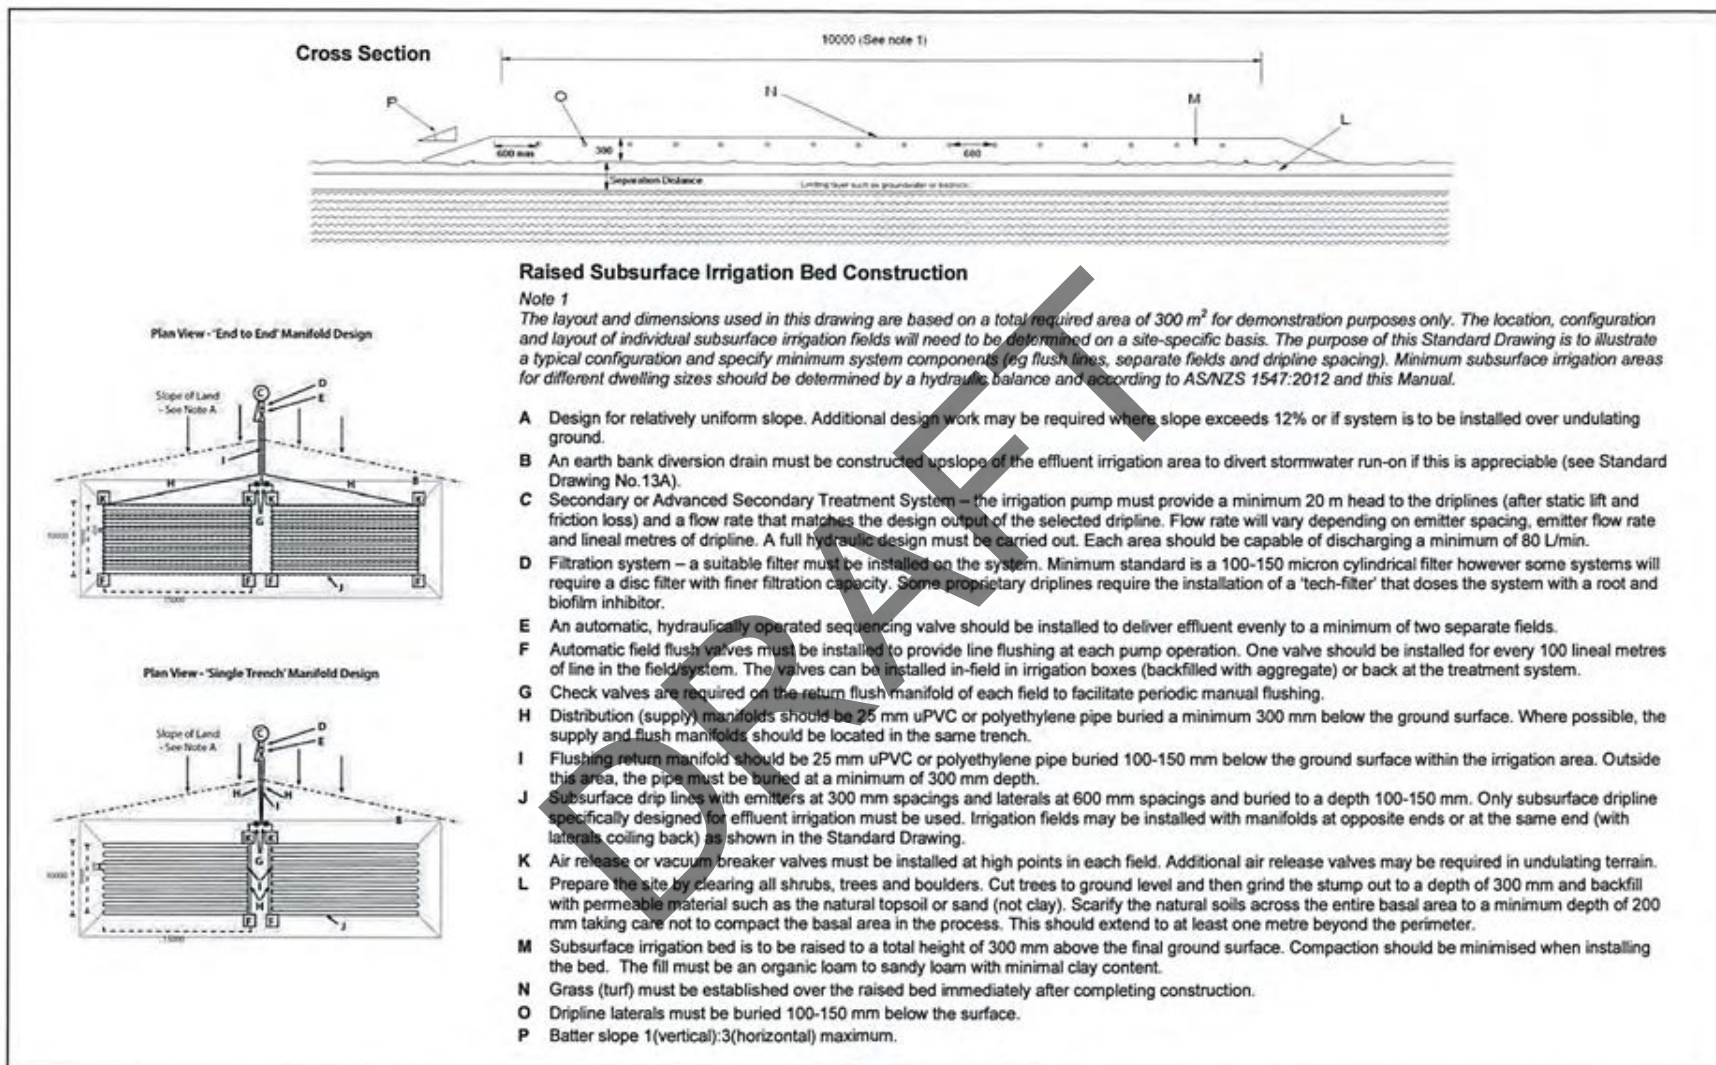 Cross Section
10000 (See note 1)
P
O
N
M
L
600 max
300
600
Separation Distance
Limiting layer such as groundwater or bedrock.
Raised Subsurface Irrigation Bed Construction
Note 1
The layout and dimensions used in this drawing are based on a total required area of 300 m² for demonstration purposes only. The location, configuration
and layout of individual subsurface irrigation fields will need to be determined on a site-specific basis. The purpose of this Standard Drawing is to illustrate
a typical configuration and specify minimum system components (eg flush lines, separate fields and dripline spacing). Minimum subsurface irrigation areas
for different dwelling sizes should be determined by a hydraulic balance and according to AS/NZS 1547:2012 and this Manual.
A Design for relatively uniform slope. Additional design work may be required where slope exceeds 12% or if system is to be installed over undulating
ground.
B An earth bank diversion drain must be constructed upslope of the effluent irrigation area to divert stormwater run-on if this is appreciable (see Standard
Drawing No.13A).
C Secondary or Advanced Secondary Treatment System – the irrigation pump must provide a minimum 20 m head to the driplines (after static lift and
friction loss) and a flow rate that matches the design output of the selected dripline. Flow rate will vary depending on emitter spacing, emitter flow rate
and lineal metres of dripline. A full hydraulic design must be carried out. Each area should be capable of discharging a minimum of 80 L/min.
D Filtration system – a suitable filter must be installed on the system. Minimum standard is a 100-150 micron cylindrical filter however some systems will
require a disc filter with finer filtration capacity. Some proprietary driplines require the installation of a 'tech-filter' that doses the system with a root and
biofilm inhibitor.
E An automatic, hydraulically operated sequencing valve should be installed to deliver effluent evenly to a minimum of two separate fields.
F Automatic field flush valves must be installed to provide line flushing at each pump operation. One valve should be installed for every 100 lineal metres
of line in the field/system. The valves can be installed in-field in irrigation boxes (backfilled with aggregate) or back at the treatment system.
G Check valves are required on the return flush manifold of each field to facilitate periodic manual flushing.
H Distribution (supply) manifolds should be 25 mm uPVC or polyethylene pipe buried a minimum 300 mm below the ground surface. Where possible, the
supply and flush manifolds should be located in the same trench.
I Flushing return manifold should be 25 mm uPVC or polyethylene pipe buried 100-150 mm below the ground surface within the irrigation area. Outside
this area, the pipe must be buried at a minimum of 300 mm depth.
J Subsurface drip lines with emitters at 300 mm spacings and laterals at 600 mm spacings and buried to a depth 100-150 mm. Only subsurface dripline
specifically designed for effluent irrigation must be used. Irrigation fields may be installed with manifolds at opposite ends or at the same end (with
laterals coiling back) as shown in the Standard Drawing.
K Air release or vacuum breaker valves must be installed at high points in each field. Additional air release valves may be required in undulating terrain.
L Prepare the site by clearing all shrubs, trees and boulders. Cut trees to ground level and then grind the stump out to a depth of 300 mm and backfill
with permeable material such as the natural topsoil or sand (not clay). Scarify the natural soils across the entire basal area to a minimum depth of 200
mm taking care not to compact the basal area in the process. This should extend to at least one metre beyond the perimeter.
M Subsurface irrigation bed is to be raised to a total height of 300 mm above the final ground surface. Compaction should be minimised when installing
the bed. The fill must be an organic loam to sandy loam with minimal clay content.
N Grass (turf) must be established over the raised bed immediately after completing construction.
O Dripline laterals must be buried 100-150 mm below the surface.
P Batter slope 1(vertical):3(horizontal) maximum.
Plan View - 'End to End' Manifold Design
C
D
E
Slope of Land
- See Note A
I
H
H
B
K
K
K
G
10000
F
F
F
F
J
15000
Plan View - 'Single Trench' Manifold Design
C
D
E
Slope of Land
- See Note A
H
H
I
B
K
K
G
I
H
10000
F
F
J
15000
DRAFT